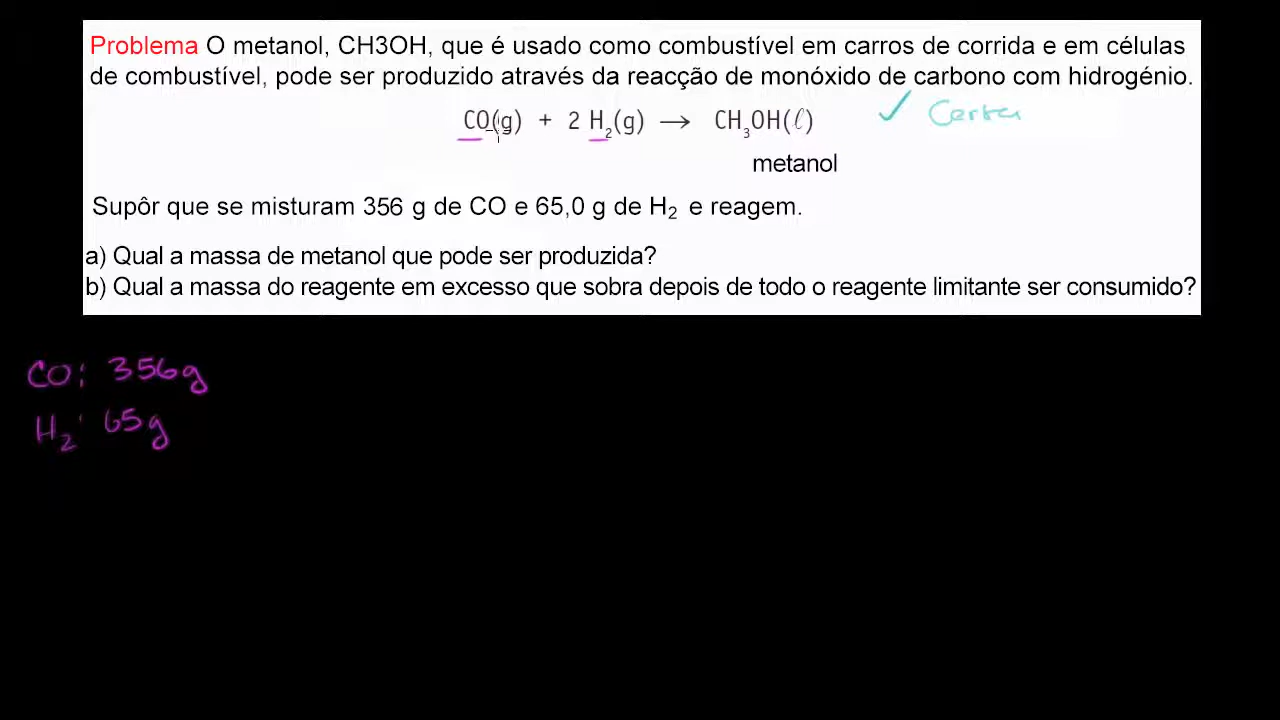 Problema O metanol, CH3OH, que é usado como combustível em carros de corrida e em células
de combustível, pode ser produzido através da reacção de monóxido de carbono com hidrogénio.
CO(g) + 2 H₂(g) → CH₃OH(ℓ) ✓ Certa
metanol
Supôr que se misturam 356 g de CO e 65,0 g de H₂ e reagem.
a) Qual a massa de metanol que pode ser produzida?
b) Qual a massa do reagente em excesso que sobra depois de todo o reagente limitante ser consumido?
CO: 356g
H₂: 65g